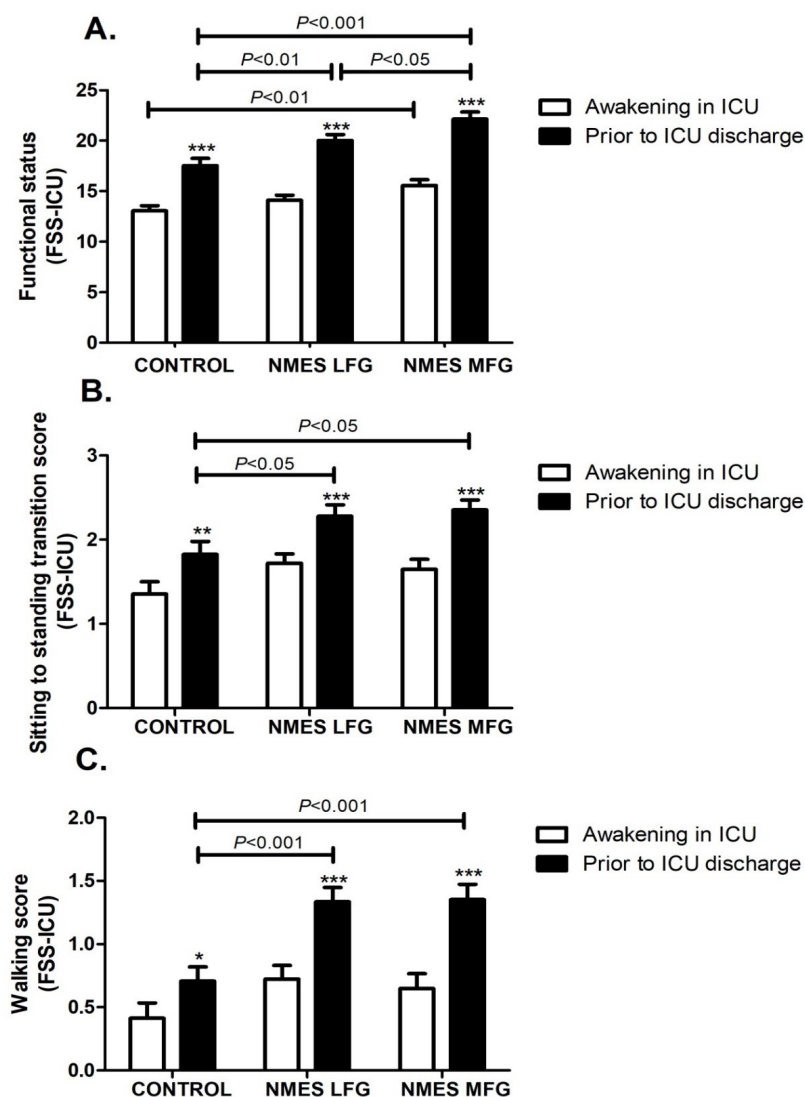 A.
P<0.001
P<0.01 P<0.05
P<0.01
*** *** ***
25
20
15
10
5
0
Functional status
(FSS-ICU)
CONTROL NMES LFG NMES MFG
Awakening in ICU
Prior to ICU discharge
B.
P<0.05
P<0.05
** *** ***
3
2
1
0
Sitting to standing transition score
(FSS-ICU)
CONTROL NMES LFG NMES MFG
Awakening in ICU
Prior to ICU discharge
C.
P<0.001
P<0.001
* *** ***
2.0
1.5
1.0
0.5
0.0
Walking score
(FSS-ICU)
CONTROL NMES LFG NMES MFG
Awakening in ICU
Prior to ICU discharge